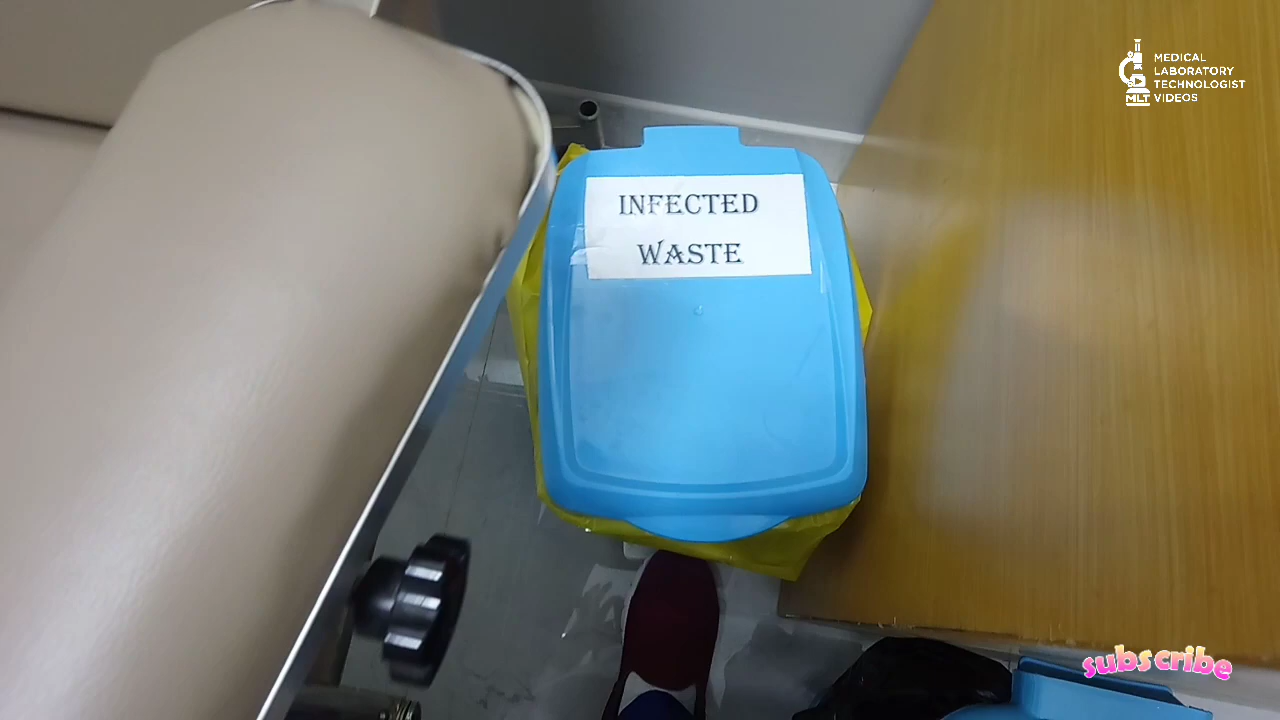 MEDICAL
LABORATORY
TECHNOLOGIST
MLT VIDEOS
INFECTED
WASTE
subscribe